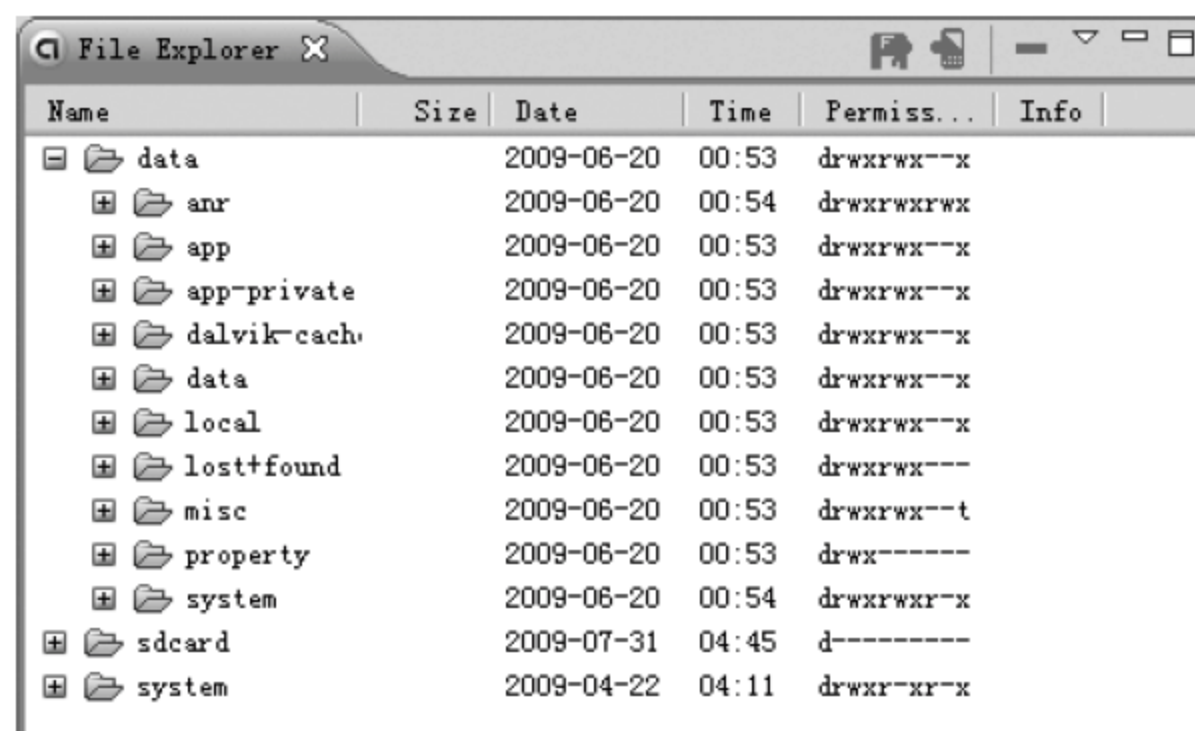 File Explorer
Name Size Date Time Permiss... Info
data 2009-06-20 00:53 drwxrwx--x
anr 2009-06-20 00:54 drwxrwxrwx
app 2009-06-20 00:53 drwxrwx--x
app-private 2009-06-20 00:53 drwxrwx--x
dalvik-cach 2009-06-20 00:53 drwxrwx--x
data 2009-06-20 00:53 drwxrwx--x
local 2009-06-20 00:53 drwxrwx--x
lost+found 2009-06-20 00:53 drwxrwx---
misc 2009-06-20 00:53 drwxrwx--t
property 2009-06-20 00:53 drwx------
system 2009-06-20 00:54 drwxrwxr-x
sdcard 2009-07-31 04:45 d---------
system 2009-04-22 04:11 drwxr-xr-x